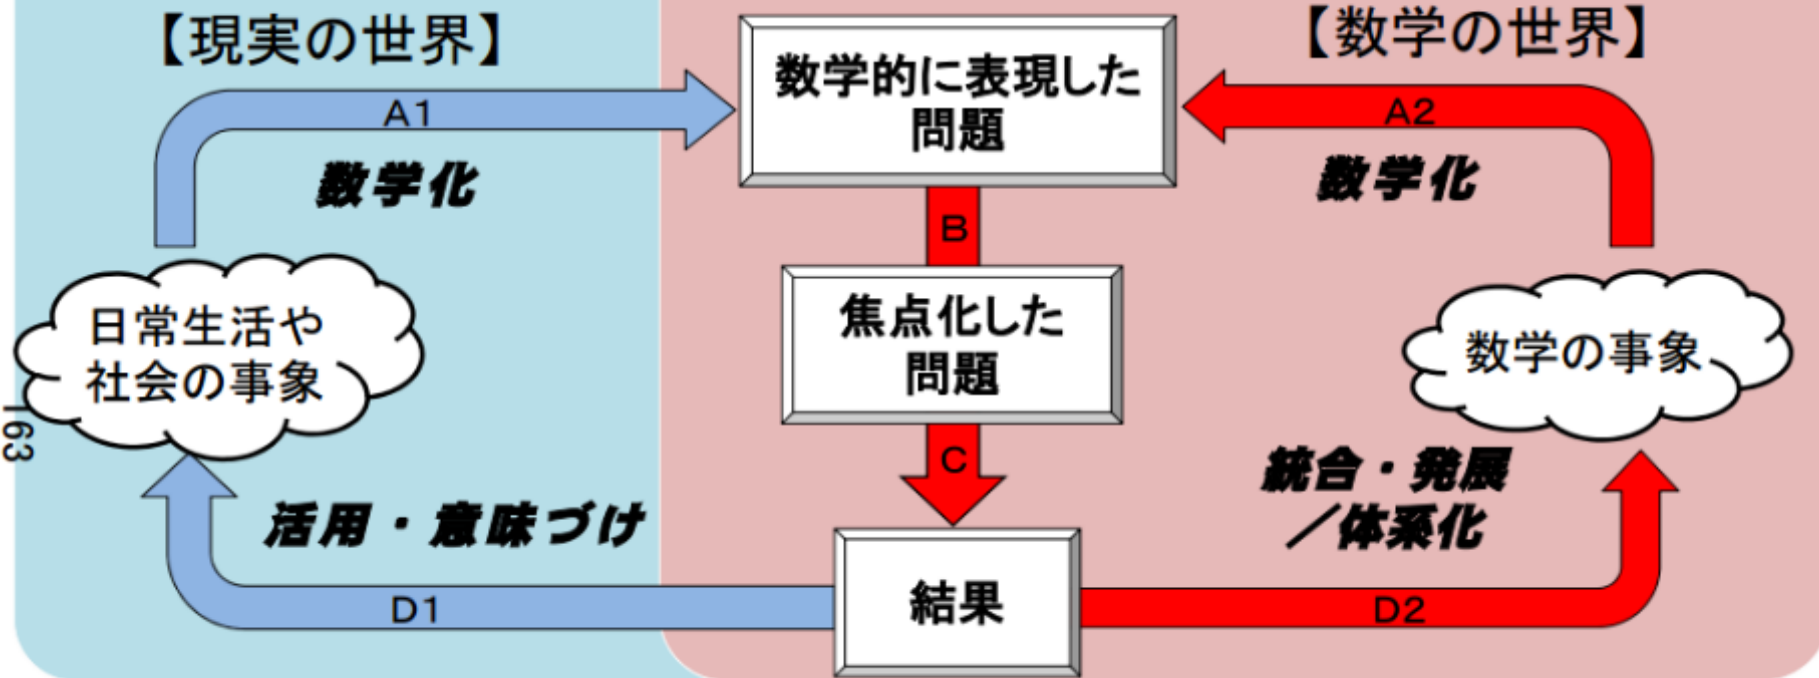 【現実の世界】
【数学の世界】
数学的に表現した
問題
A1
A2
数学化
数学化
B
焦点化した
問題
日常生活や
社会の事象
数学の事象
163
C
統合・発展
／体系化
活用・意味づけ
結果
D1
D2